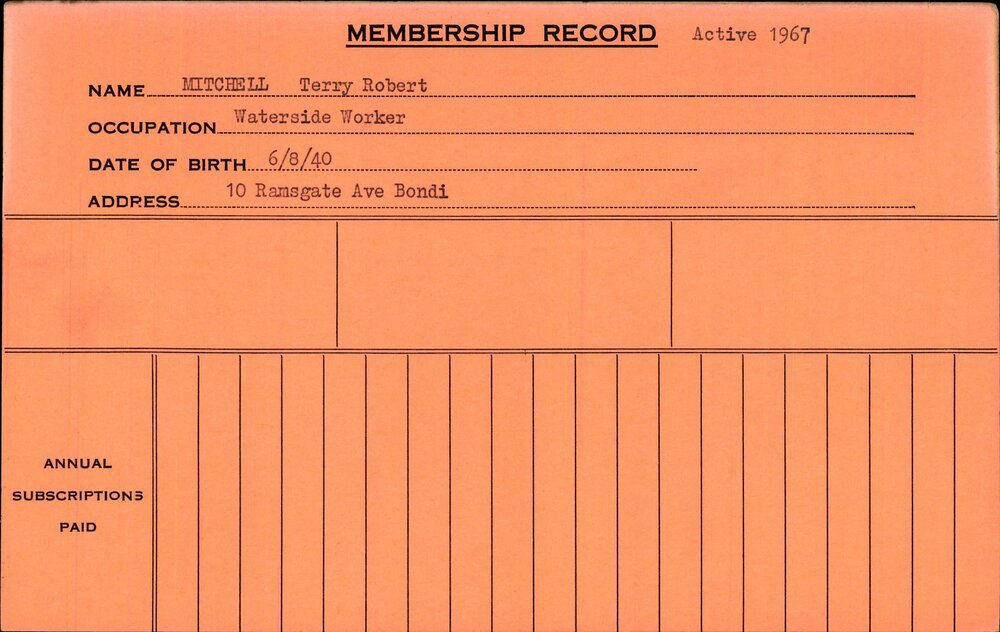 MEMBERSHIP RECORD Active 1967
NAME MITCHELL Terry Robert
OCCUPATION Waterside Worker
DATE OF BIRTH 6/8/40
ADDRESS 10 Ramsgate Ave Bondi
ANNUAL
SUBSCRIPTIONS
PAID